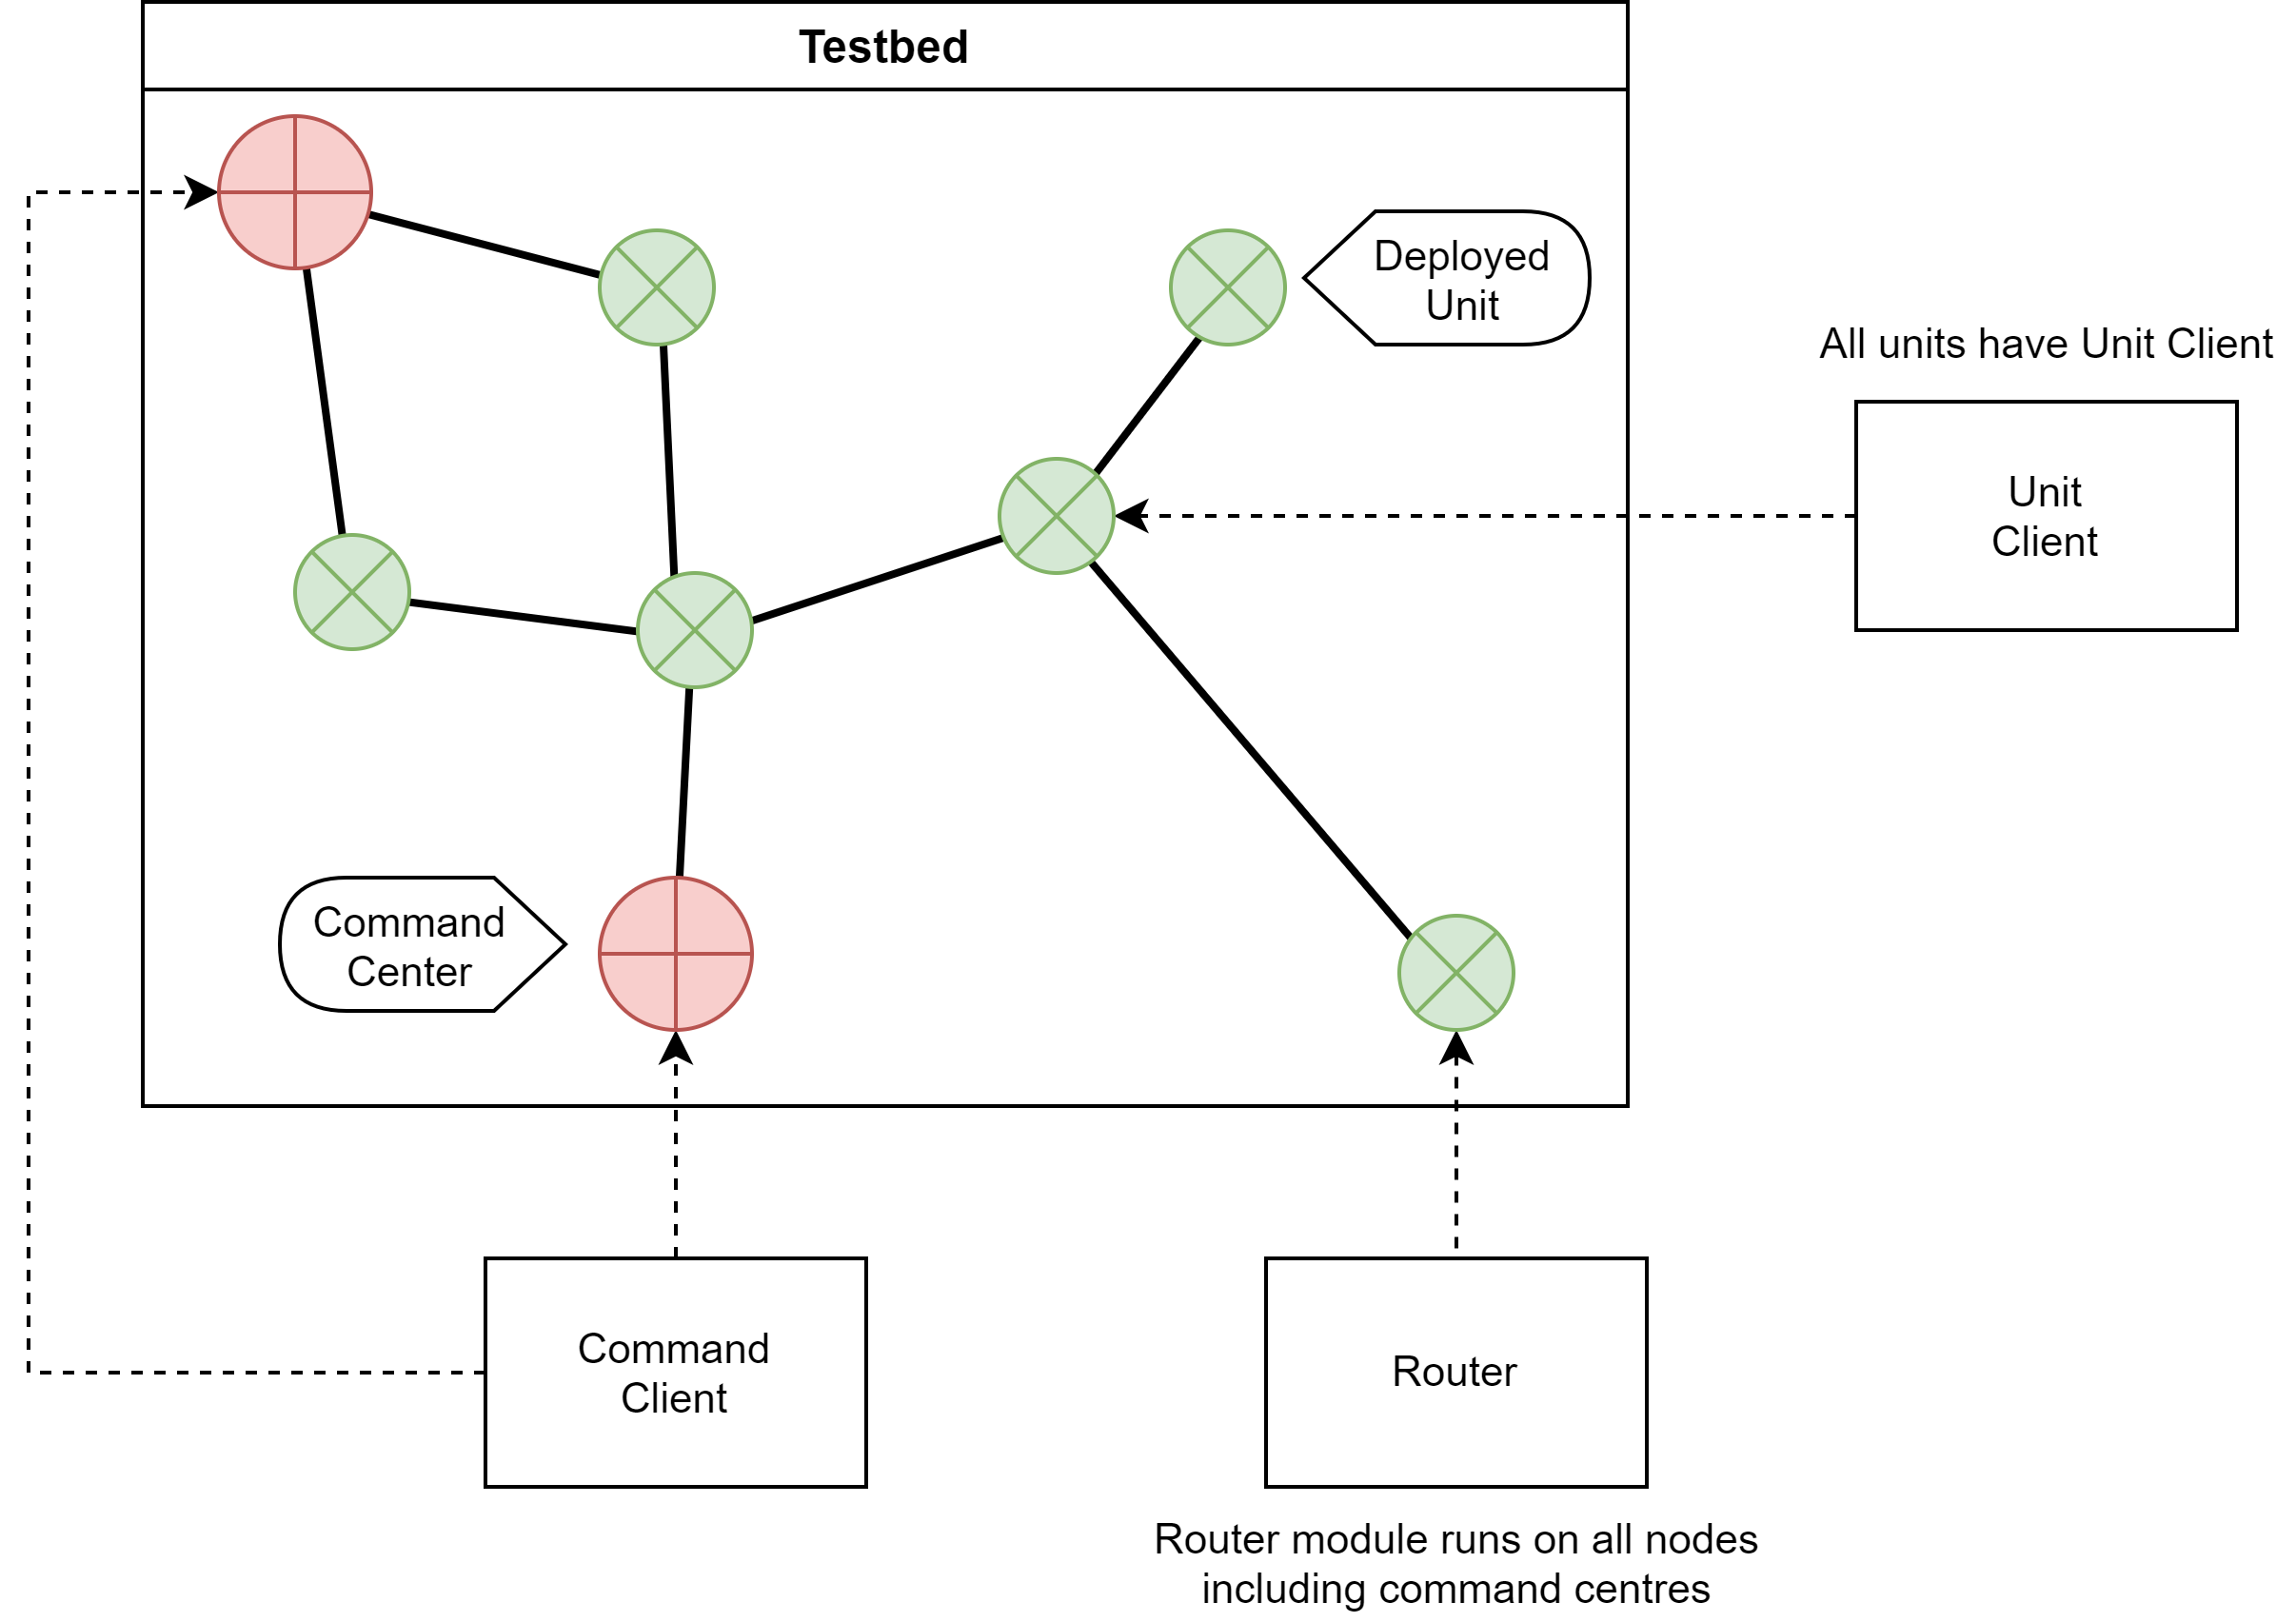 Testbed
Deployed
Unit
All units have Unit Client
Unit
Client
Command
Center
Command
Client
Router
Router module runs on all nodes
including command centres